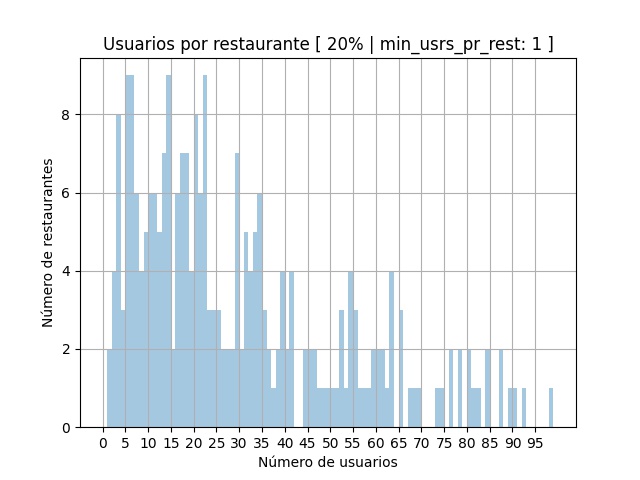 Usuarios por restaurante [ 20% | min_usrs_pr_rest: 1 ]
Número de restaurantes
8
6
4
2
0
0 5 10 15 20 25 30 35 40 45 50 55 60 65 70 75 80 85 90 95
Número de usuarios